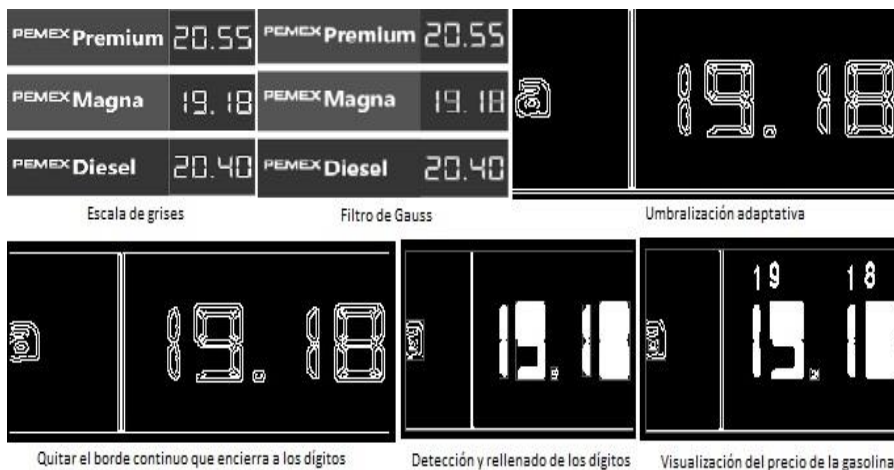 PEMEX Premium 20.55
PEMEX Magna 19.18
PEMEX Diesel 20.40
Escala de grises
PEMEX Premium 20.55
PEMEX Magna 19.18
PEMEX Diesel 20.40
Filtro de Gauss
a 19.18
Umbralización adaptativa
a 19.18
Quitar el borde continuo que encierra a los dígitos
Detección y rellenado de los dígitos
19 18
Visualización del precio de la gasolina